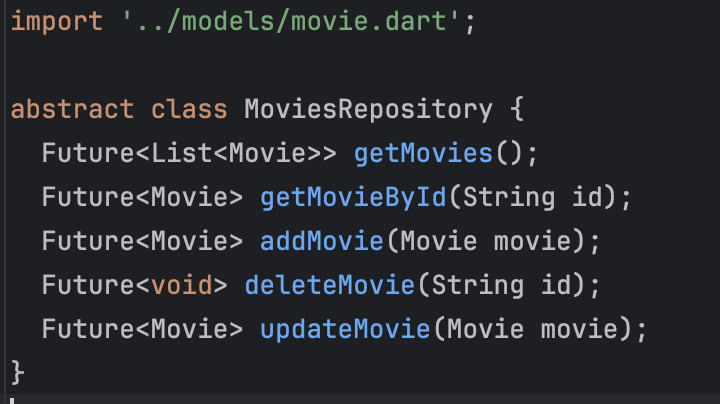 import '../models/movie.dart';

abstract class MoviesRepository {
  Future<List<Movie>> getMovies();
  Future<Movie> getMovieById(String id);
  Future<Movie> addMovie(Movie movie);
  Future<void> deleteMovie(String id);
  Future<Movie> updateMovie(Movie movie);
}